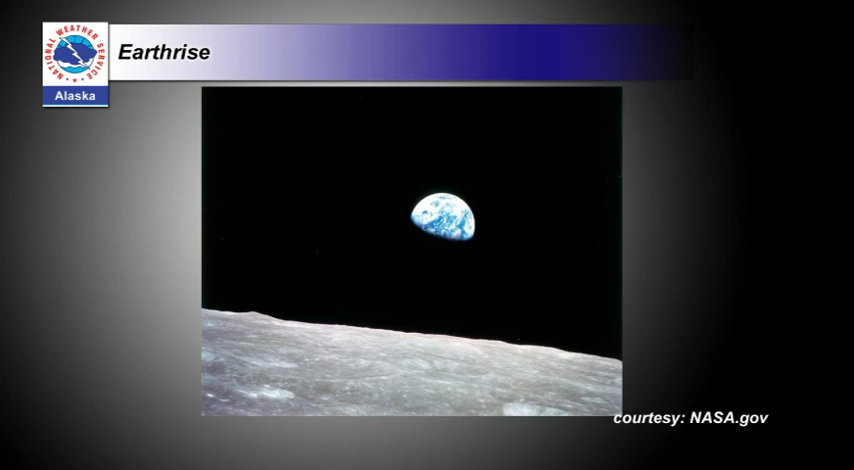 NATIONAL WEATHER SERVICE
Alaska
Earthrise
courtesy: NASA.gov